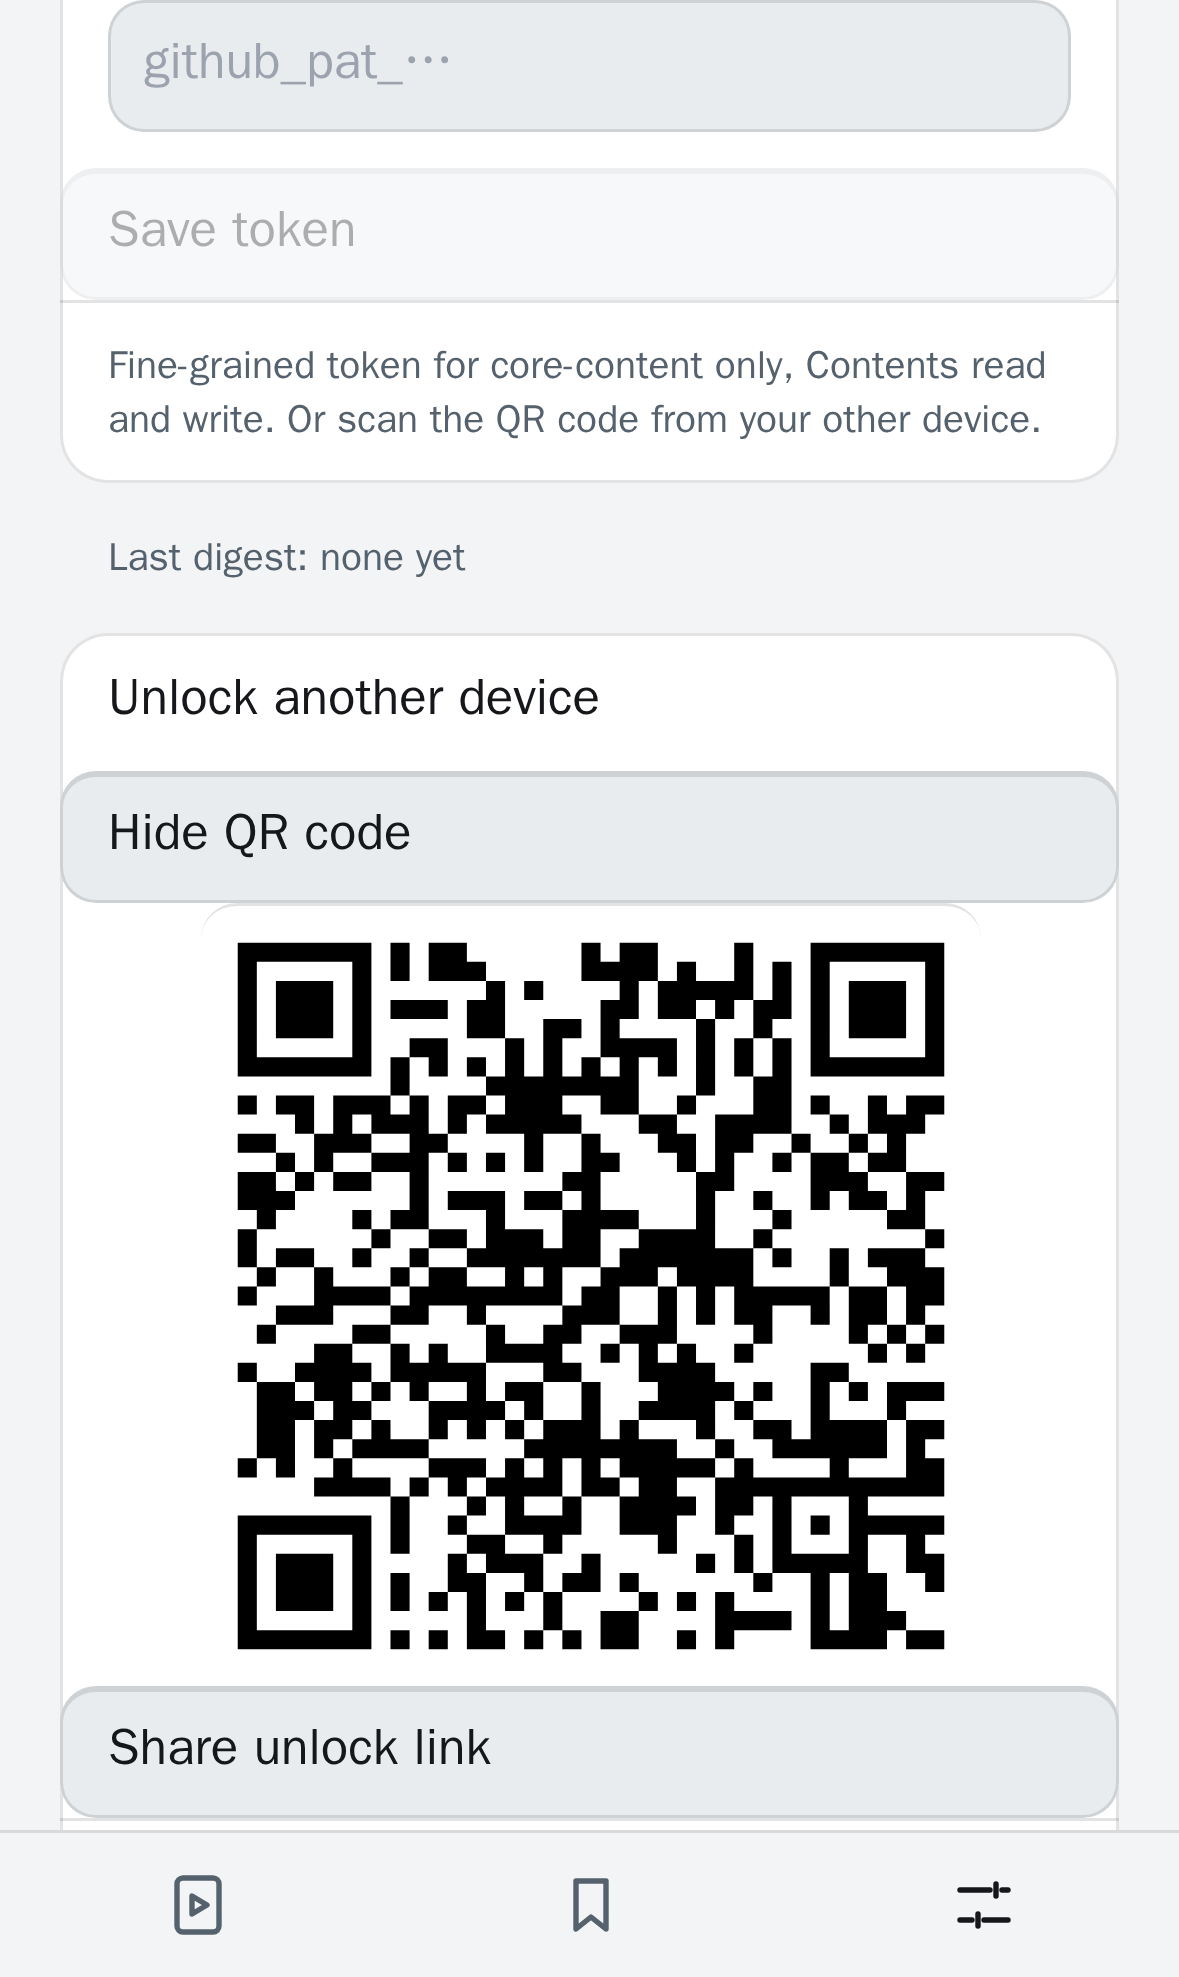 github_pat_…
Save token
Fine-grained token for core-content only, Contents read
and write. Or scan the QR code from your other device.
Last digest: none yet
Unlock another device
Hide QR code
Share unlock link